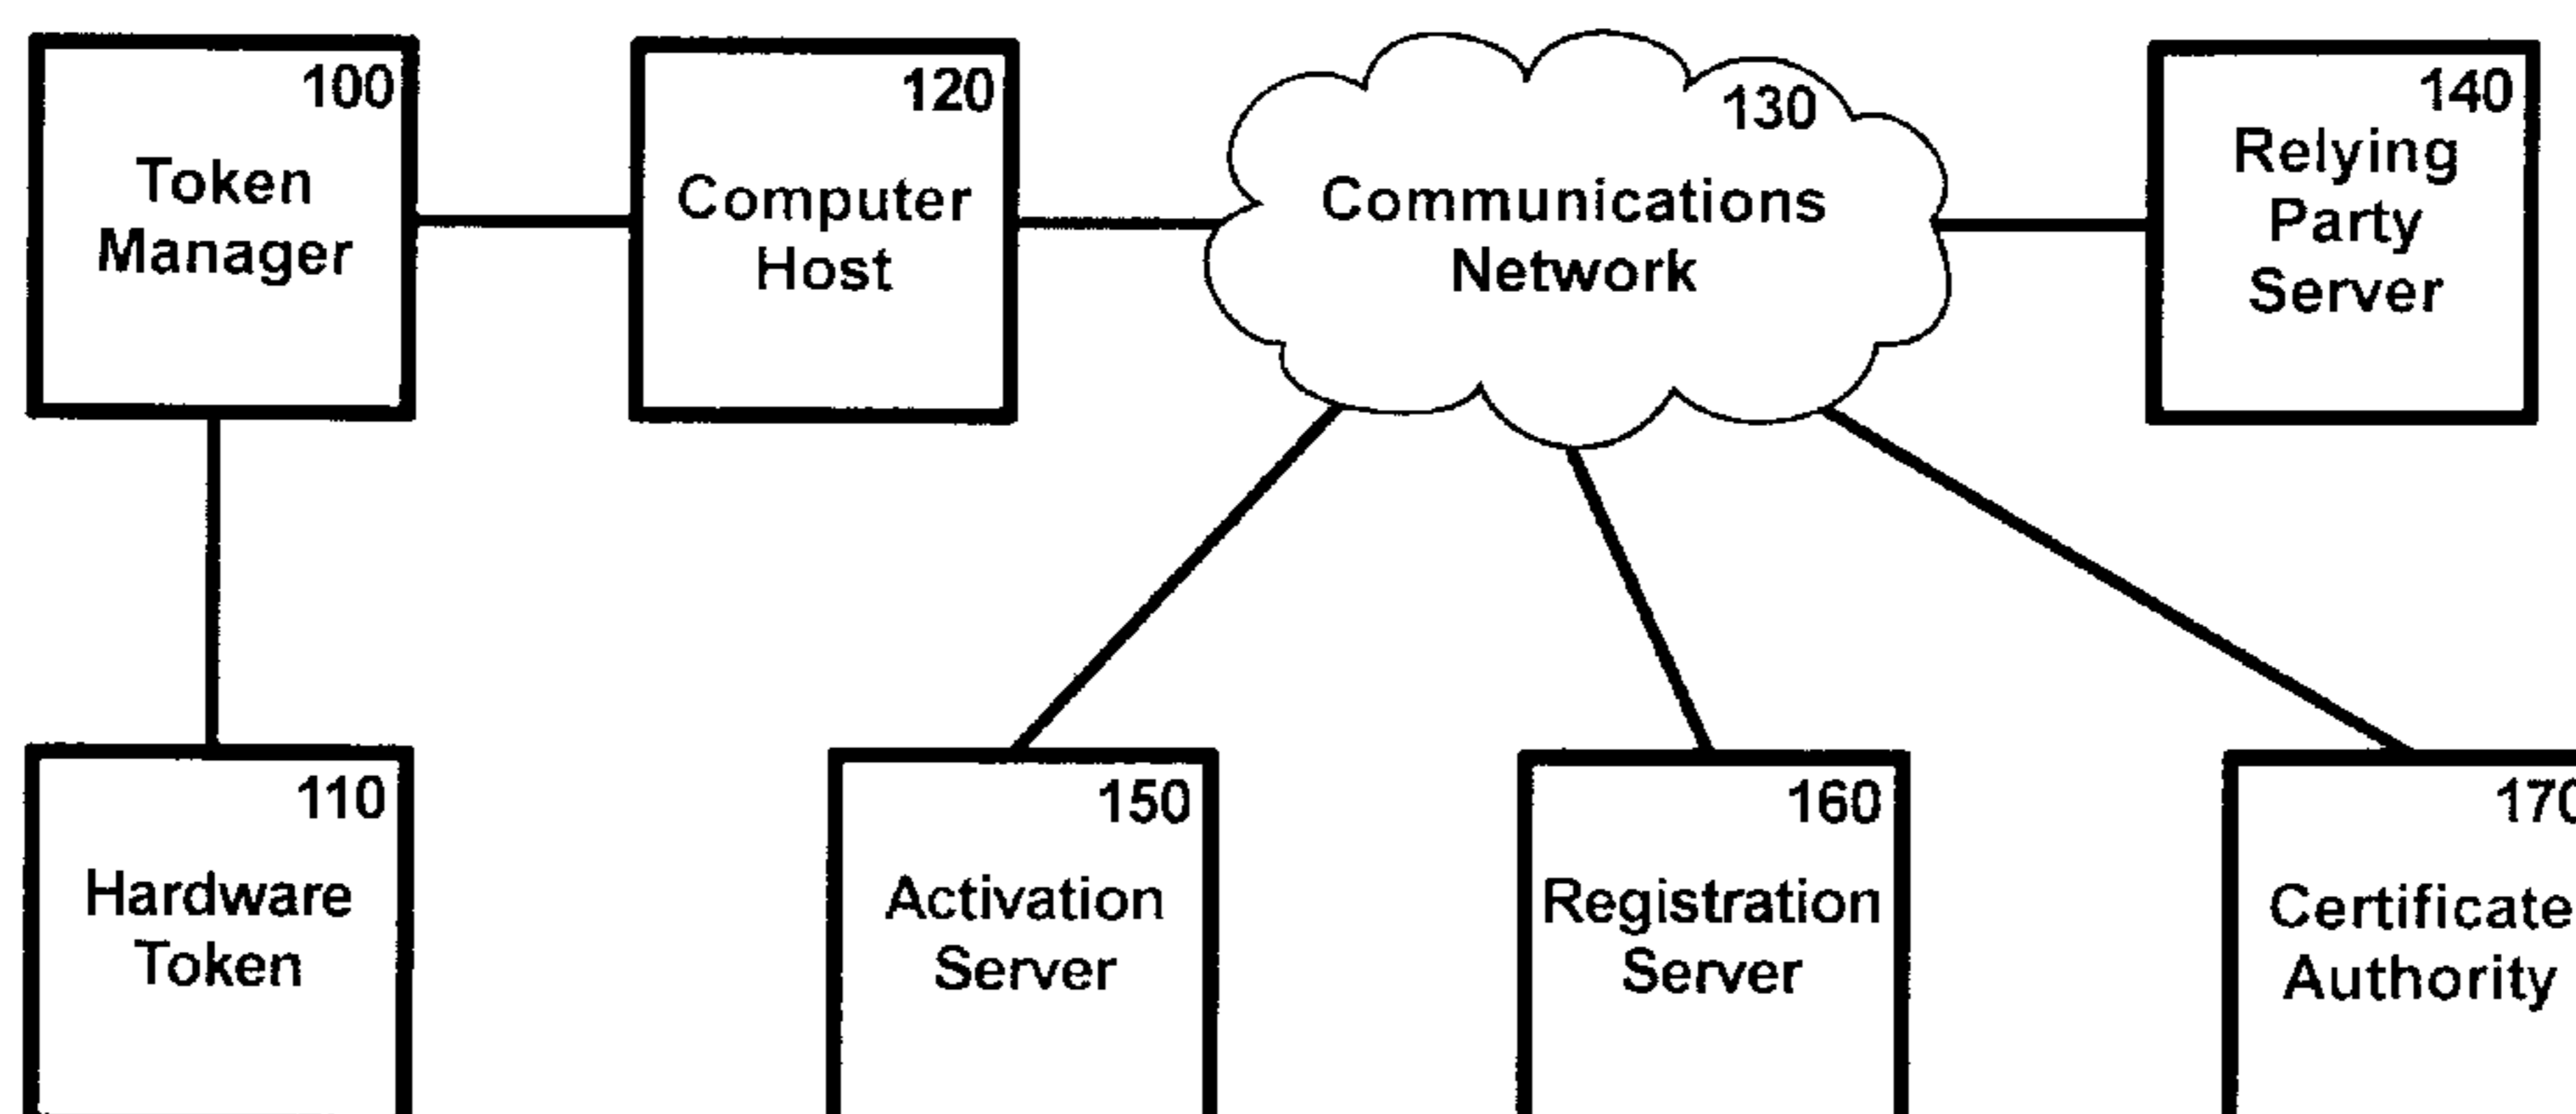 100
Token
Manager
120
Computer
Host
130
Communications
Network
140
Relying
Party
Server
110
Hardware
Token
150
Activation
Server
160
Registration
Server
170
Certificate
Authority